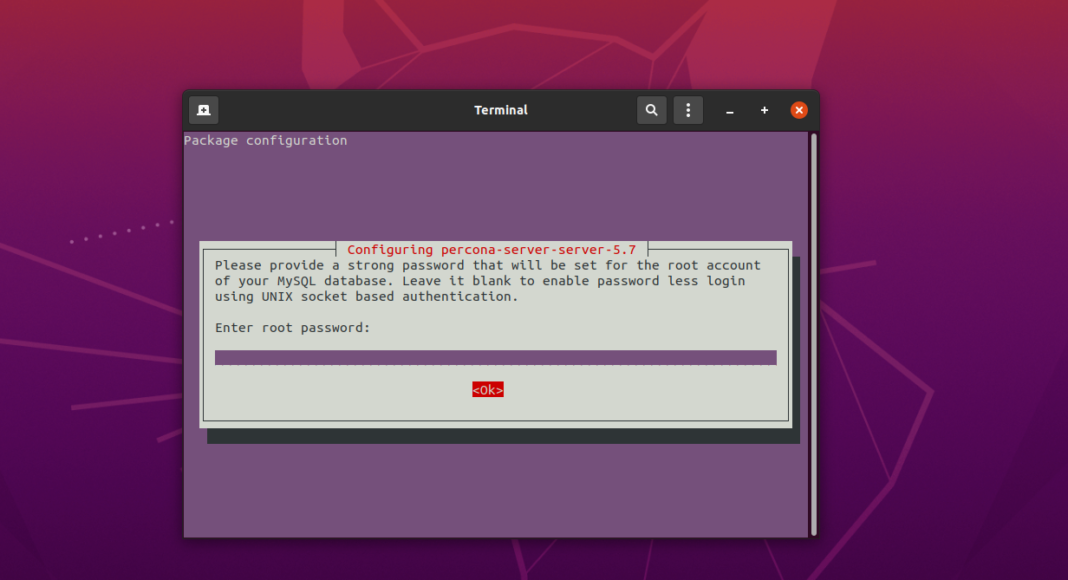 Terminal
Package configuration
Configuring percona-server-server-5.7
Please provide a strong password that will be set for the root account
of your MySQL database. Leave it blank to enable password less login
using UNIX socket based authentication.
Enter root password:
<Ok>